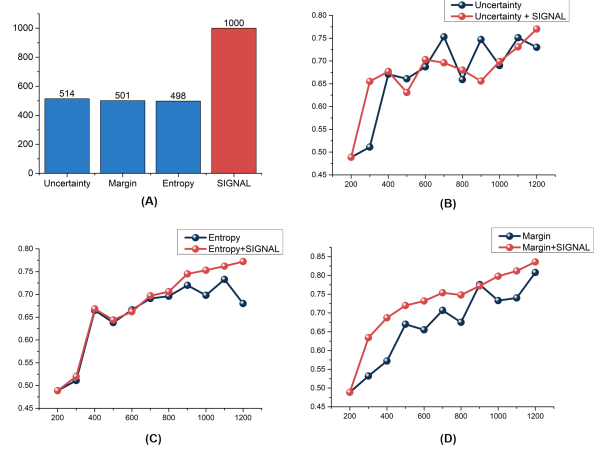 1000
1000
800
600
514
501
498
400
200
0
Uncertainty Margin Entropy SIGNAL
(A)
Uncertainty
Uncertainty + SIGNAL
0.80
0.75
0.70
0.65
0.60
0.55
0.50
0.45
200 400 600 800 1000 1200
(B)
Entropy
Entropy+SIGNAL
0.80
0.75
0.70
0.65
0.60
0.55
0.50
0.45
200 400 600 800 1000 1200
(C)
Margin
Margin+SIGNAL
0.85
0.80
0.75
0.70
0.65
0.60
0.55
0.50
0.45
200 400 600 800 1000 1200
(D)